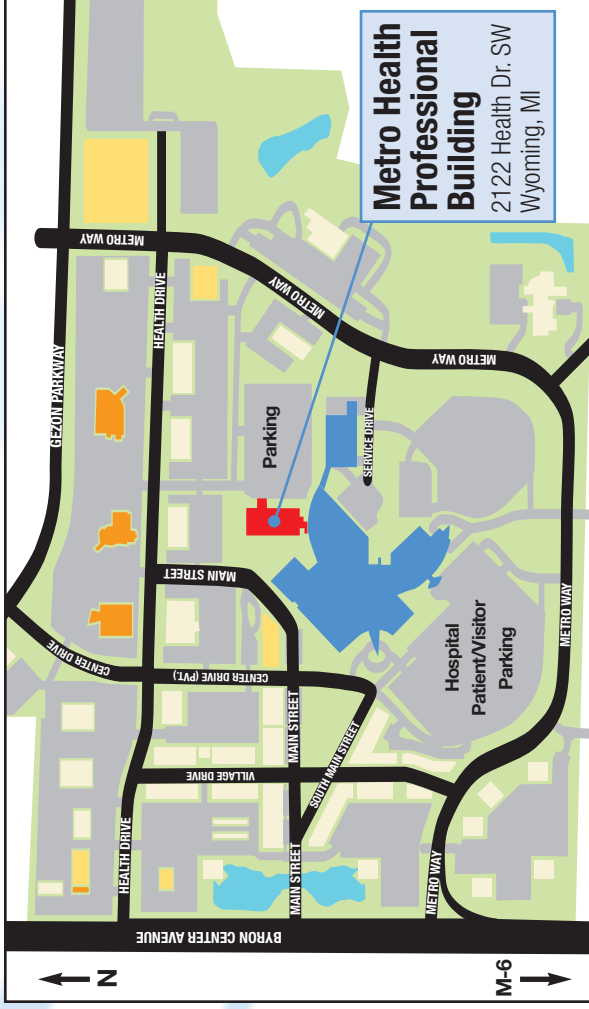 Metro Health
Professional
Building
2122 Health Dr. SW
Wyoming, MI
GEZON PARKWAY
METRO WAY
HEALTH DRIVE
METRO WAY
METRO WAY
Parking
SERVICE DRIVE
MAIN STREET
CENTER DRIVE
CENTER DRIVE (PVT.)
MAIN STREET
SOUTH MAIN STREET
VILLAGE DRIVE
Hospital
Patient/Visitor
Parking
METRO WAY
HEALTH DRIVE
MAIN STREET
METRO WAY
BYRON CENTER AVENUE
N
M-6